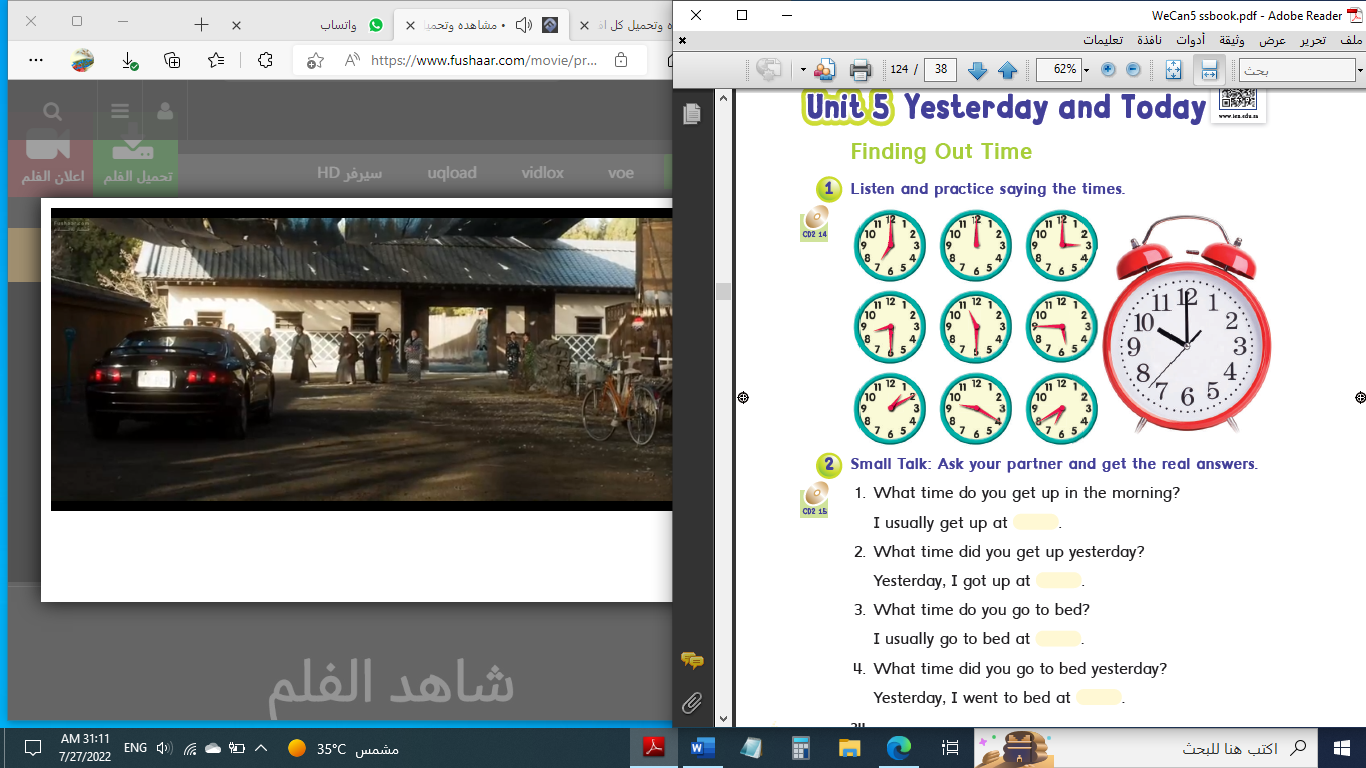 واتساب
مشاهده وتحميل •
https://www.fushaar.com/movie/pr...
اعلان الفلم
تحميل الفلم
سيرفر HD
uqload
vidlox
voe
شاهد الفلم
WeCan5 ssbook.pdf - Adobe Reader
ملف تحرير عرض وثيقة أدوات نافذة تعليمات
124 / 38
62%
بحث
Unit 5 Yesterday and Today
www.ien.edu.sa
Finding Out Time
1 Listen and practice saying the times.
CD2 14
2 Small Talk: Ask your partner and get the real answers.
CD2 15
1. What time do you get up in the morning?
I usually get up at .
2. What time did you get up yesterday?
Yesterday, I got up at .
3. What time do you go to bed?
I usually go to bed at .
4. What time did you go to bed yesterday?
Yesterday, I went to bed at .
AM 31:11
7/27/2022
ENG
35°C مشمس
اكتب هنا للبحث